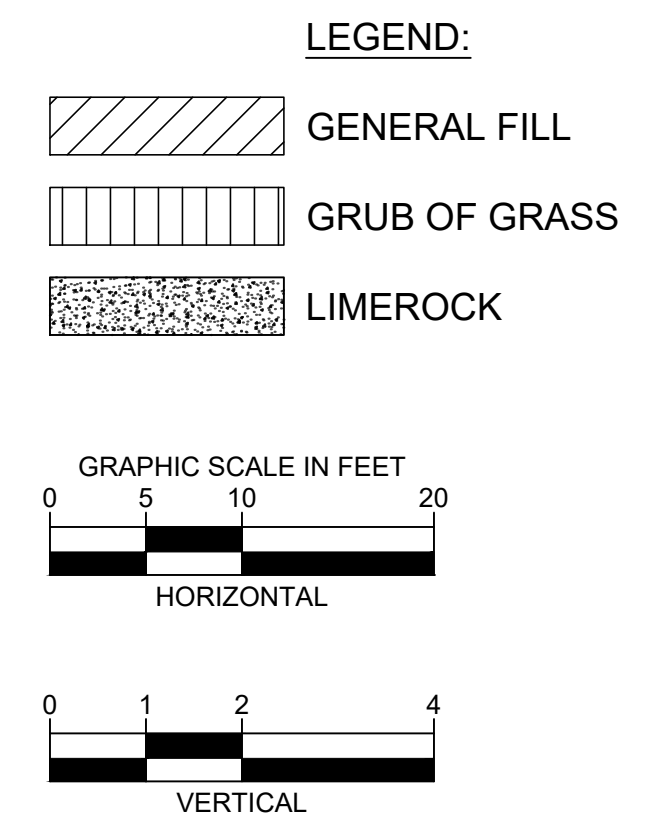 LEGEND:
GENERAL FILL
GRUB OF GRASS
LIMEROCK
GRAPHIC SCALE IN FEET
0 5 10 20
HORIZONTAL
0 1 2 4
VERTICAL